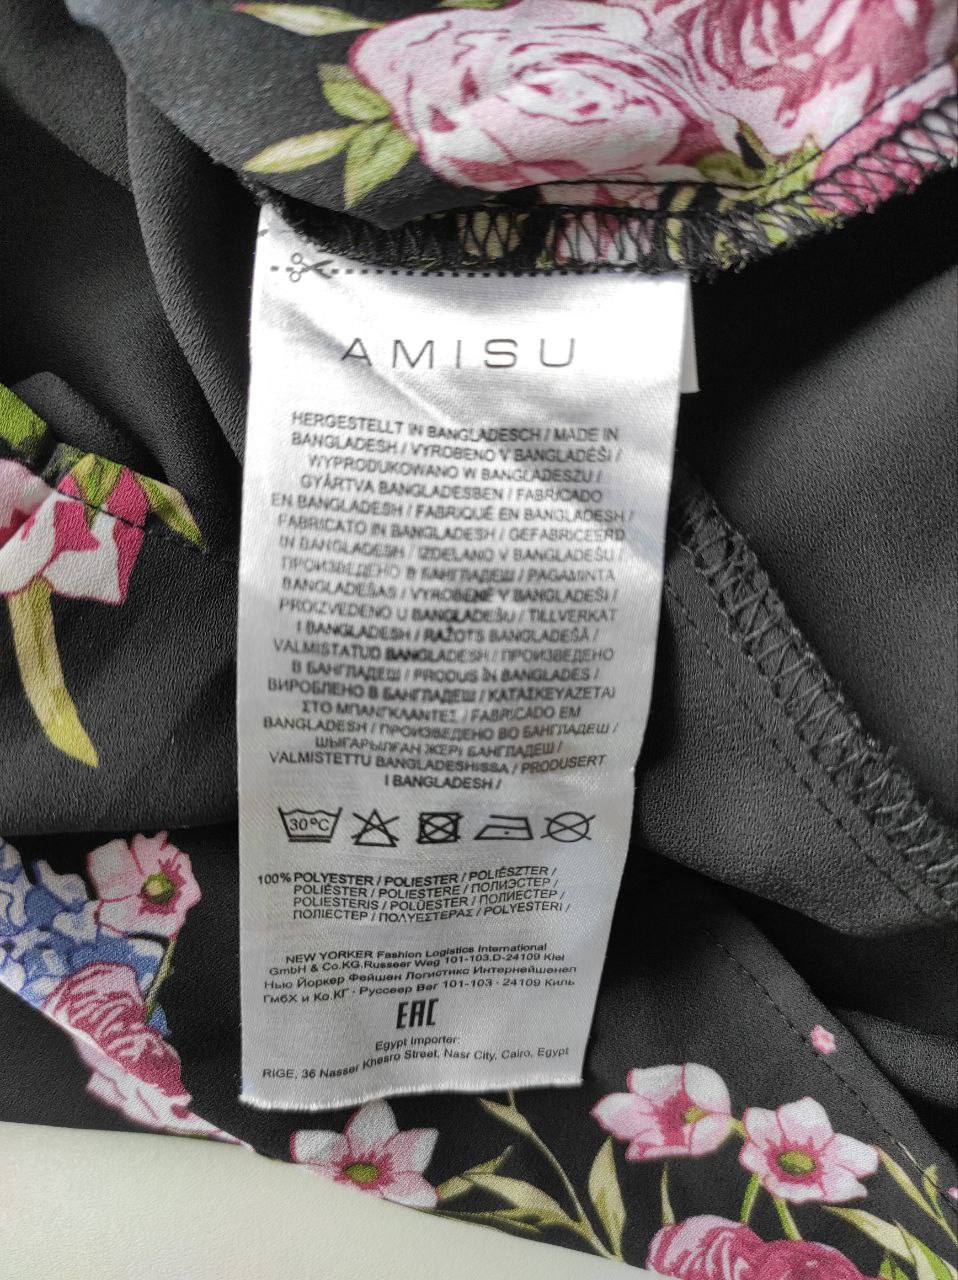 AMISU
HERGESTELLT IN BANGLADESCH / MADE IN
BANGLADESH / VYROBENO V BANGLADÉŠI /
WYPRODUKOWANO W BANGLADESZU /
GYÁRTVA BANGLADESBEN / FABRICADO
EN BANGLADESH / FABRIQUÉ EN BANGLADESH /
FABRICATO IN BANGLADESH / GEFABRICEERD
IN BANGLADESH / IZDELANO V BANGLADEŠU /
ПРОИЗВЕДЕНО В БАНГЛАДЕШ / PAGAMINTA
BANGLADEŠAS / VYROBENÉ V BANGLADEŠI /
PROIZVEDENO U BANGLADEŠU / TILLVERKAT
I BANGLADESH / RAŽOTS BANGLADEŠĀ /
VALMISTATUD BANGLADESH / ПРОИЗВЕДЕНО
В БАНГЛАДЕШ / PRODUS ÎN BANGLADES /
ВИРОБЛЕНО В БАНГЛАДЕШ / ΚΑΤΑΣΚΕΥΑΖΕΤΑΙ
ΣΤΟ ΜΠΑΝΓΚΛΑΝΤΕΣ / FABRICADO EM
BANGLADESH / ПРОИЗВЕДЕНО ВО БАНГЛАДЕШ /
ШЫГАРЫЛҒАН ЖЕРІ БАНГЛАДЕШ /
VALMISTETTU BANGLADESHISSA / PRODUSERT
I BANGLADESH /
30°C
100% POLYESTER / POLIESTER / POLIÉSZTER /
POLIÉSTER / POLIESTERE / ПОЛИЭСТЕР /
POLIESTERIS / POLÜESTER / ПОЛИЕСТЕР /
ПОЛІЕСТЕР / ΠΟΛΥΕΣΤΕΡΑΣ / POLYESTERI /
NEW YORKER Fashion Logistics International
GmbH & Co.KG.Russeer Weg 101-103.D-24109 Kiel
Нью Йоркер Фейшен Логистикс Интернейшенел
ГмбХ и Ко.КГ · Руссеер Вег 101-103 · 24109 Киль
EAC
Egypt Importer:
RIGE, 36 Nasser Khesro Street, Nasr City, Cairo, Egypt